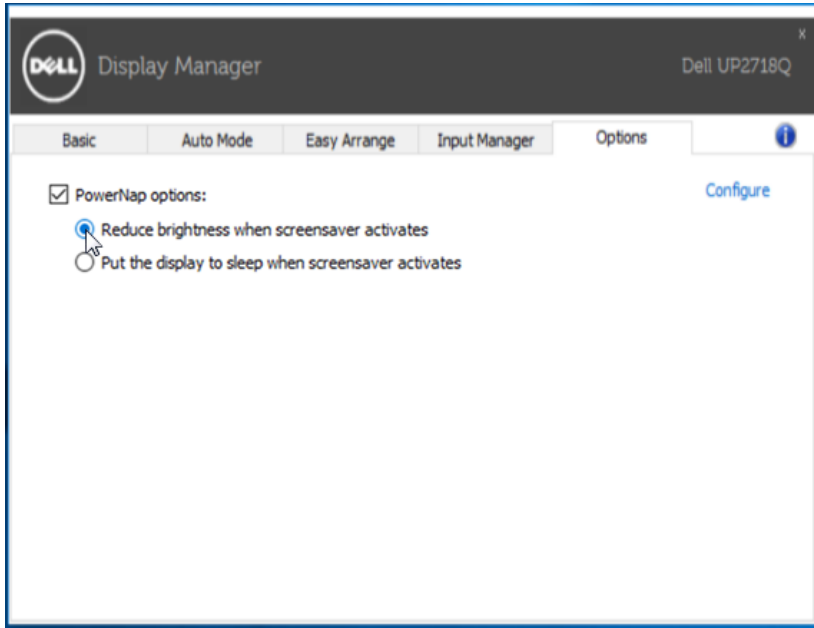 x
DELL Display Manager Dell UP2718Q
Basic Auto Mode Easy Arrange Input Manager Options i
PowerNap options: Configure
Reduce brightness when screensaver activates
Put the display to sleep when screensaver activates